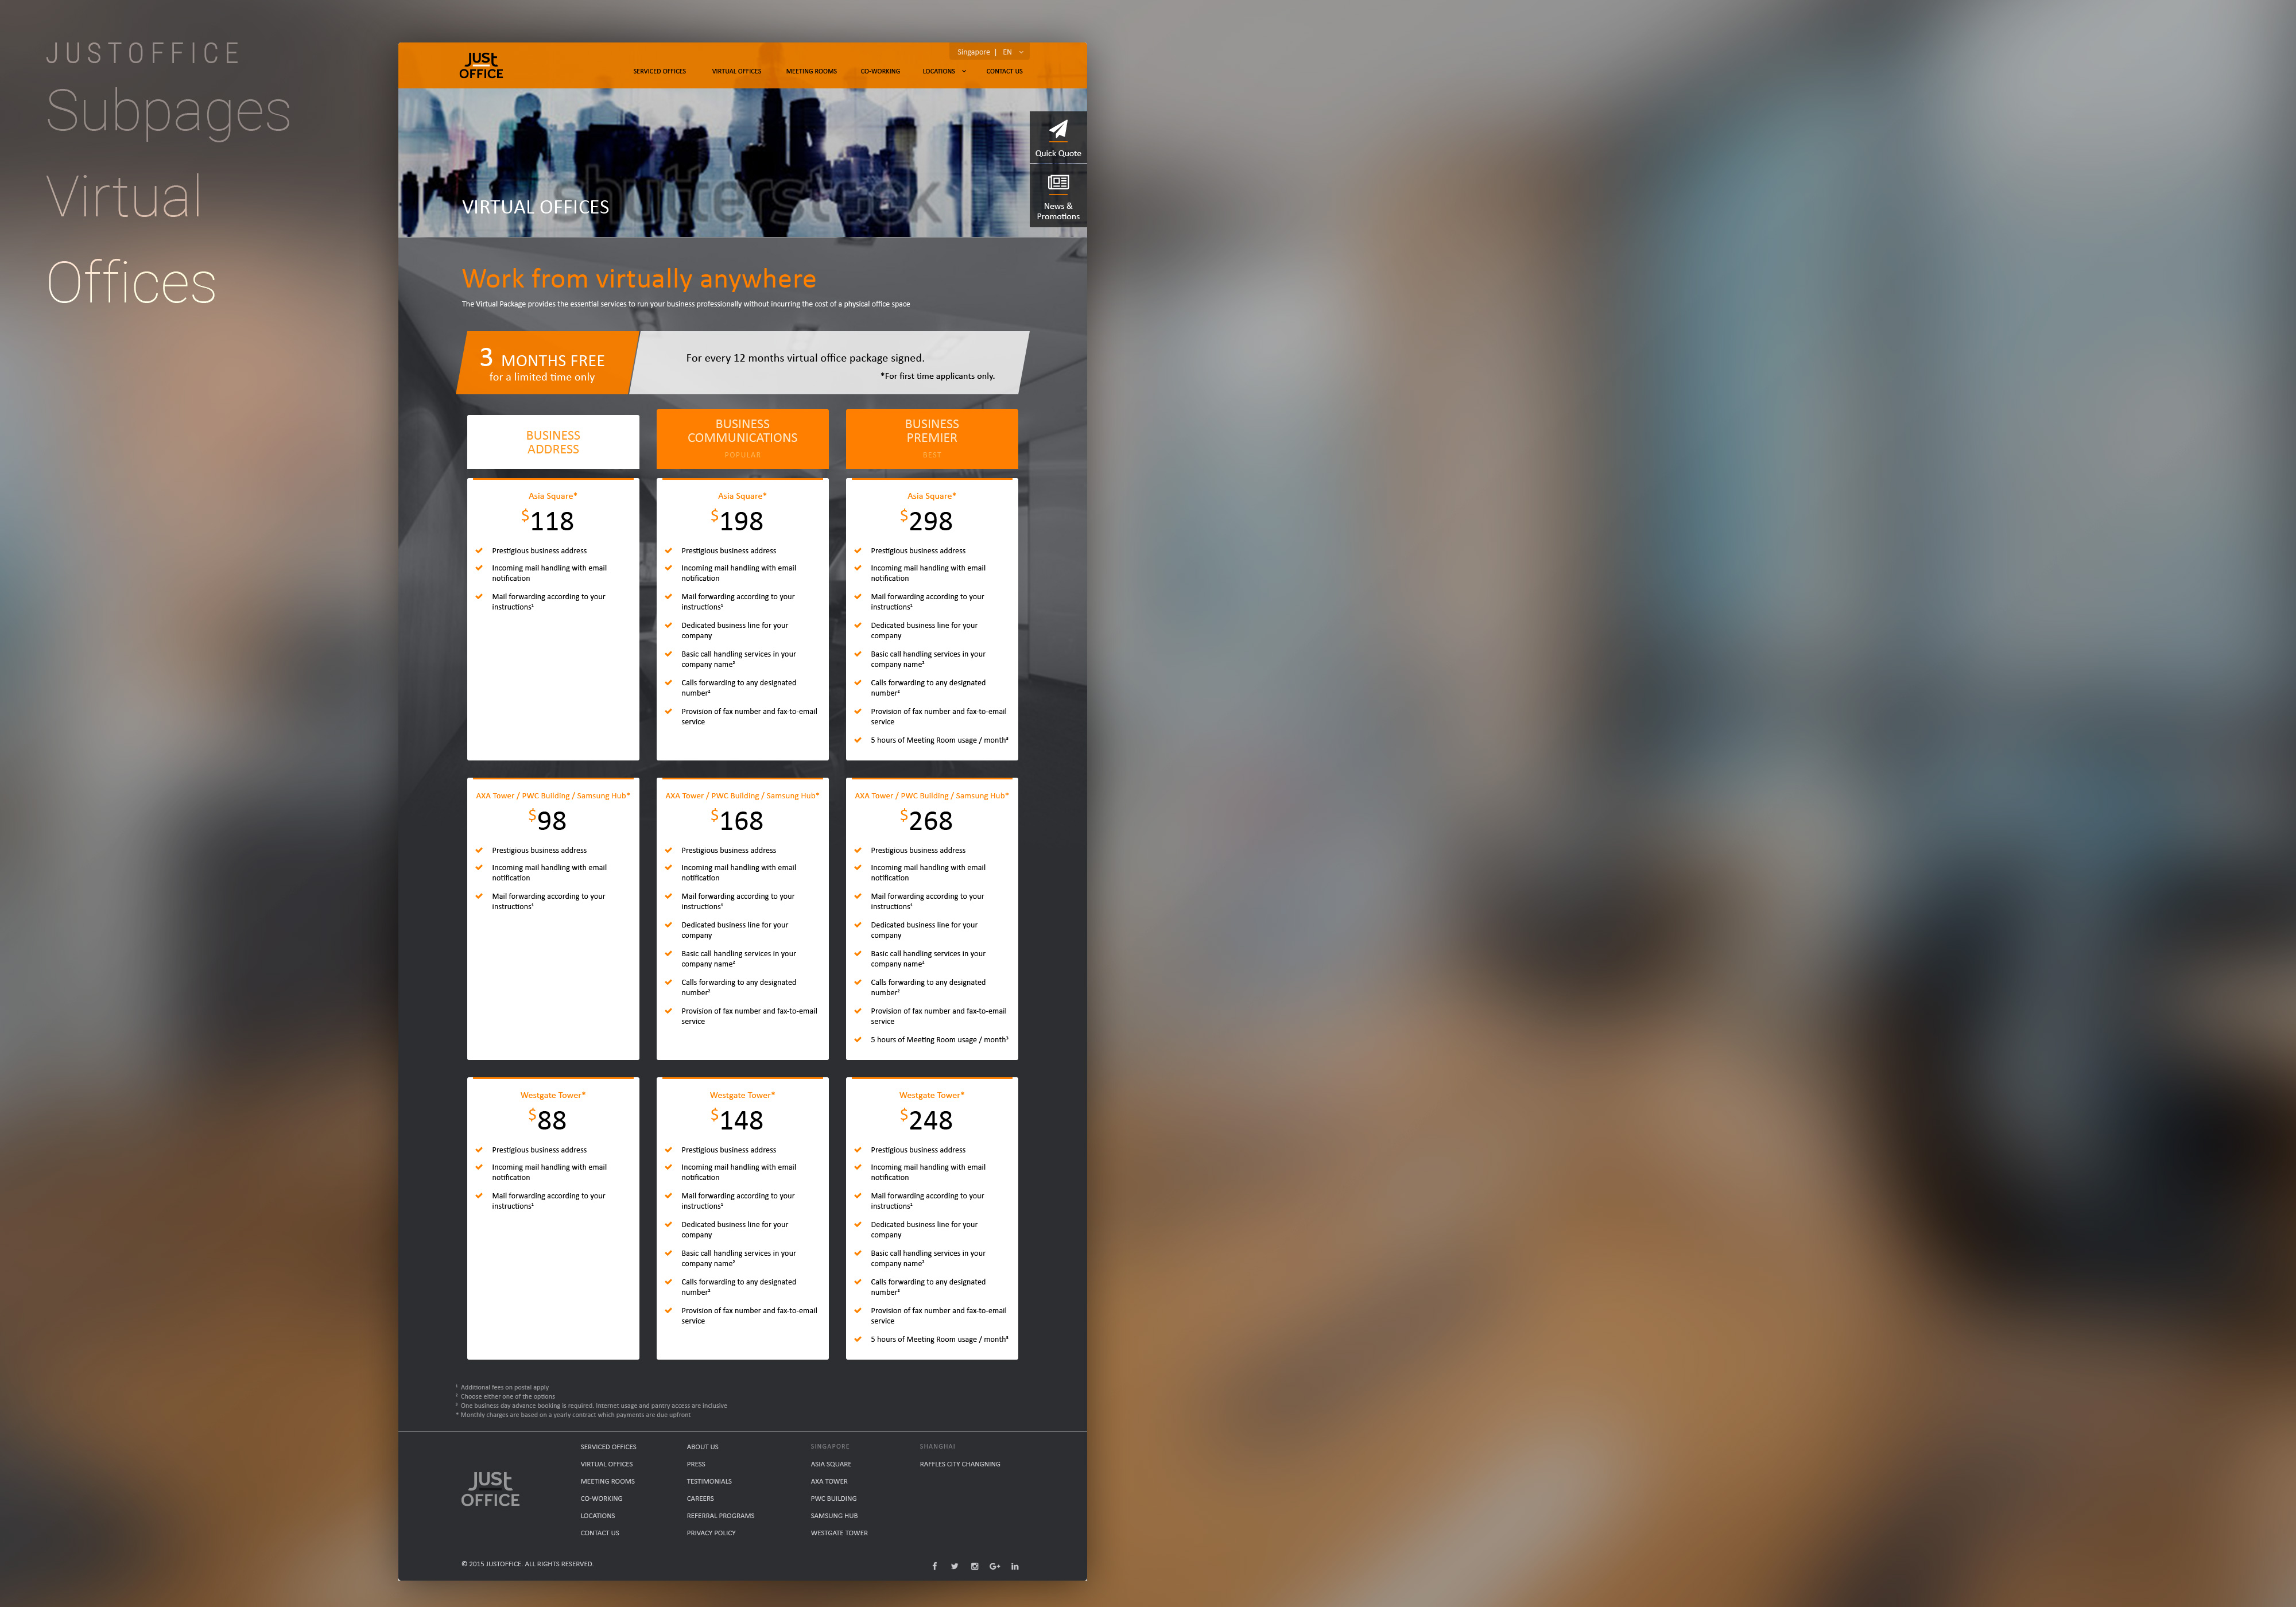 JUSTOFFICE
Subpages
Virtual
Offices
JUST
OFFICE
Singapore | EN
SERVICED OFFICES VIRTUAL OFFICES MEETING ROOMS CO-WORKING LOCATIONS CONTACT US
shutterstock
VIRTUAL OFFICES
Quick Quote
News &
Promotions
Work from virtually anywhere
The Virtual Package provides the essential services to run your business professionally without incurring the cost of a physical office space
3 MONTHS FREE
for a limited time only
For every 12 months virtual office package signed.
*For first time applicants only.
BUSINESS
ADDRESS
BUSINESS
COMMUNICATIONS
POPULAR
BUSINESS
PREMIER
BEST
Asia Square*
$118
Prestigious business address
Incoming mail handling with email
notification
Mail forwarding according to your
instructions¹
Asia Square*
$198
Prestigious business address
Incoming mail handling with email
notification
Mail forwarding according to your
instructions¹
Dedicated business line for your
company
Basic call handling services in your
company name²
Calls forwarding to any designated
number²
Provision of fax number and fax-to-email
service
Asia Square*
$298
Prestigious business address
Incoming mail handling with email
notification
Mail forwarding according to your
instructions¹
Dedicated business line for your
company
Basic call handling services in your
company name²
Calls forwarding to any designated
number²
Provision of fax number and fax-to-email
service
5 hours of Meeting Room usage / month³
AXA Tower / PWC Building / Samsung Hub*
$98
Prestigious business address
Incoming mail handling with email
notification
Mail forwarding according to your
instructions¹
AXA Tower / PWC Building / Samsung Hub*
$168
Prestigious business address
Incoming mail handling with email
notification
Mail forwarding according to your
instructions¹
Dedicated business line for your
company
Basic call handling services in your
company name²
Calls forwarding to any designated
number²
Provision of fax number and fax-to-email
service
AXA Tower / PWC Building / Samsung Hub*
$268
Prestigious business address
Incoming mail handling with email
notification
Mail forwarding according to your
instructions¹
Dedicated business line for your
company
Basic call handling services in your
company name²
Calls forwarding to any designated
number²
Provision of fax number and fax-to-email
service
5 hours of Meeting Room usage / month³
Westgate Tower*
$88
Prestigious business address
Incoming mail handling with email
notification
Mail forwarding according to your
instructions¹
Westgate Tower*
$148
Prestigious business address
Incoming mail handling with email
notification
Mail forwarding according to your
instructions¹
Dedicated business line for your
company
Basic call handling services in your
company name²
Calls forwarding to any designated
number²
Provision of fax number and fax-to-email
service
Westgate Tower*
$248
Prestigious business address
Incoming mail handling with email
notification
Mail forwarding according to your
instructions¹
Dedicated business line for your
company
Basic call handling services in your
company name²
Calls forwarding to any designated
number²
Provision of fax number and fax-to-email
service
5 hours of Meeting Room usage / month³
¹ Additional fees on postal apply
² Choose either one of the options
³ One business day advance booking is required. Internet usage and pantry access are inclusive
* Monthly charges are based on a yearly contract which payments are due upfront
JUST
OFFICE
SERVICED OFFICES
VIRTUAL OFFICES
MEETING ROOMS
CO-WORKING
LOCATIONS
CONTACT US
ABOUT US
PRESS
TESTIMONIALS
CAREERS
REFERRAL PROGRAMS
PRIVACY POLICY
SINGAPORE
ASIA SQUARE
AXA TOWER
PWC BUILDING
SAMSUNG HUB
WESTGATE TOWER
SHANGHAI
RAFFLES CITY CHANGNING
© 2015 JUSTOFFICE. ALL RIGHTS RESERVED.